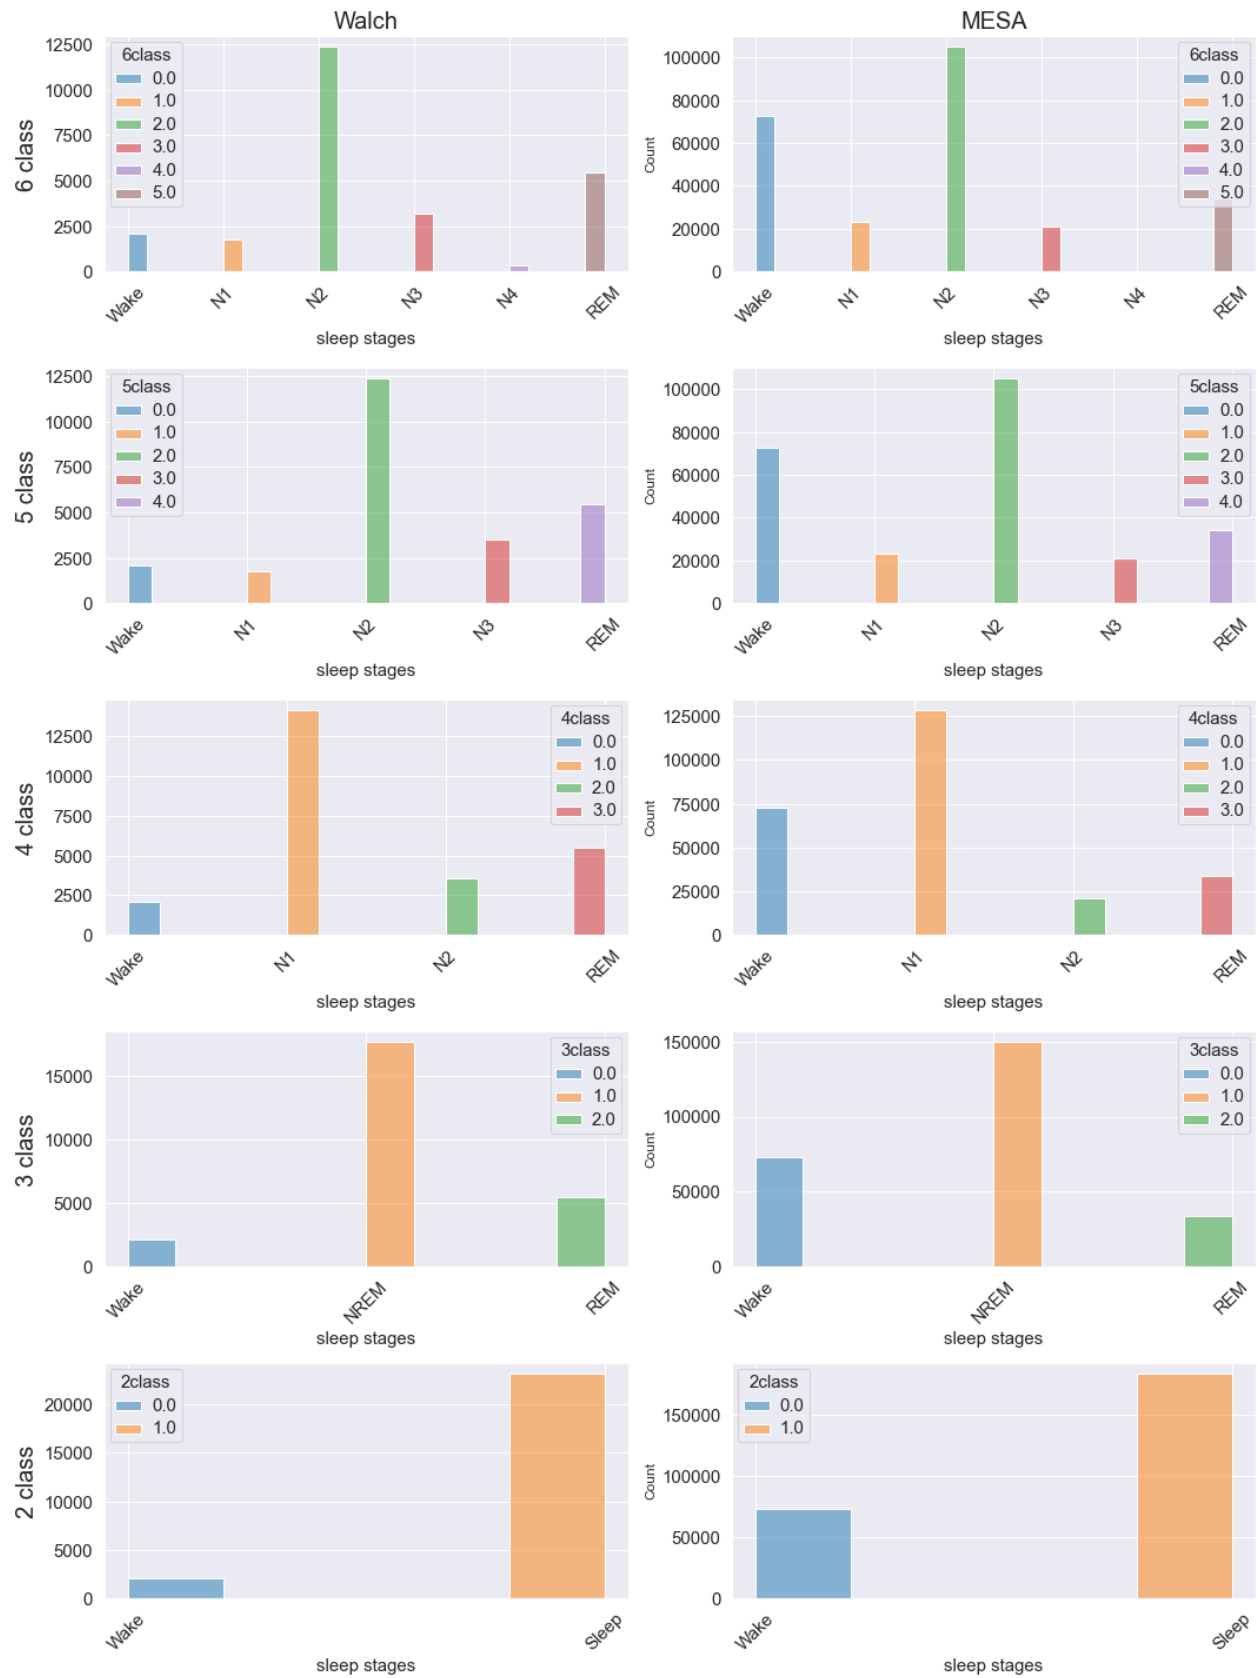 Walch
MESA
6 class
12500
10000
7500
5000
2500
0
6class
0.0
1.0
2.0
3.0
4.0
5.0
Wake
N1
N2
N3
N4
REM
sleep stages
Count
100000
80000
60000
40000
20000
0
6class
0.0
1.0
2.0
3.0
4.0
5.0
Wake
N1
N2
N3
N4
REM
sleep stages
5 class
12500
10000
7500
5000
2500
0
5class
0.0
1.0
2.0
3.0
4.0
Wake
N1
N2
N3
REM
sleep stages
Count
100000
80000
60000
40000
20000
0
5class
0.0
1.0
2.0
3.0
4.0
Wake
N1
N2
N3
REM
sleep stages
4 class
12500
10000
7500
5000
2500
0
4class
0.0
1.0
2.0
3.0
Wake
N1
N2
REM
sleep stages
Count
125000
100000
75000
50000
25000
0
4class
0.0
1.0
2.0
3.0
Wake
N1
N2
REM
sleep stages
3 class
15000
10000
5000
0
3class
0.0
1.0
2.0
Wake
NREM
REM
sleep stages
Count
150000
100000
50000
0
3class
0.0
1.0
2.0
Wake
NREM
REM
sleep stages
2 class
20000
15000
10000
5000
0
2class
0.0
1.0
Wake
Sleep
sleep stages
Count
150000
100000
50000
0
2class
0.0
1.0
Wake
Sleep
sleep stages